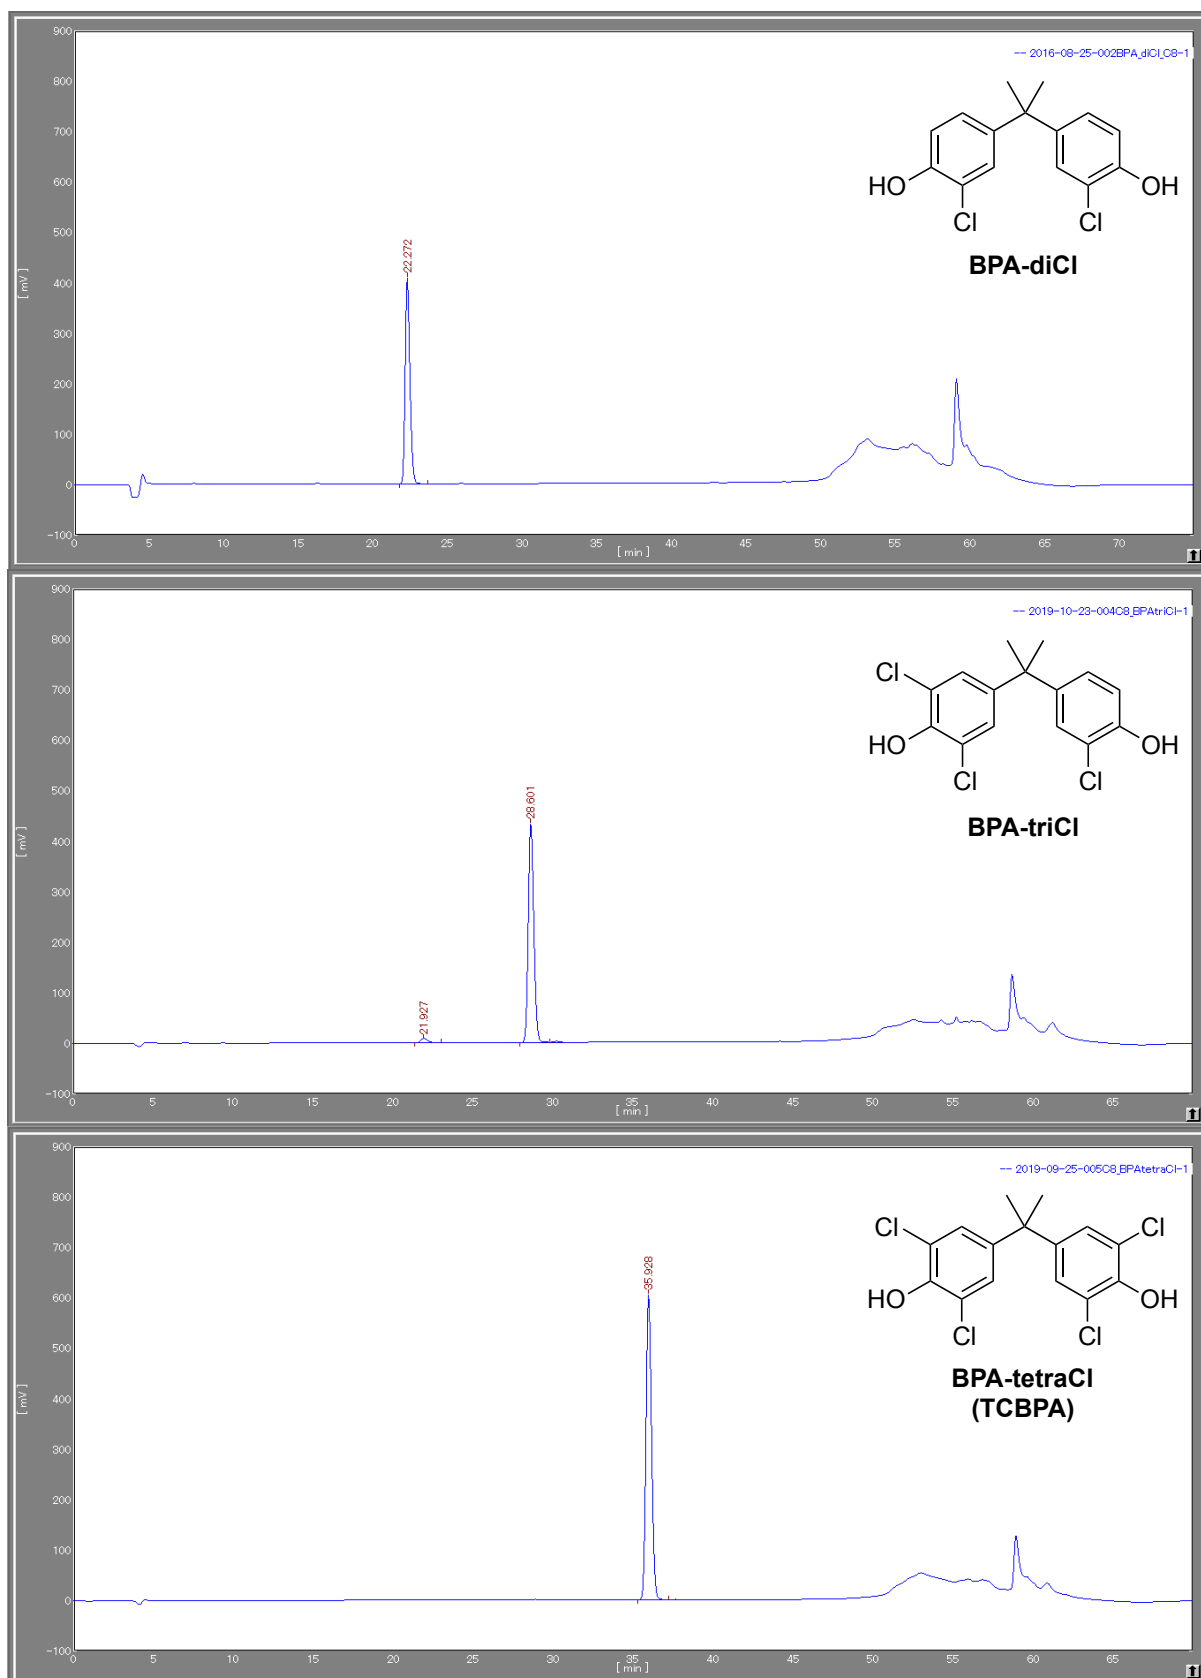 900
-- 2016-08-25-002BPA_diCl_C8-1
800
700
600
HO
OH
Cl
Cl
BPA-diCl
500
22.272
[ mV ]
400
300
200
100
0
-100
0 5 10 15 20 25 30 35 40 45 50 55 60 65 70
[ min ]
900
-- 2019-10-23-004C8_BPAtriCl-1
800
Cl
700
600
HO
OH
Cl
Cl
BPA-triCl
500
28.601
[ mV ]
400
300
200
100
21.927
0
-100
0 5 10 15 20 25 30 35 40 45 50 55 60 65
[ min ]
900
-- 2019-09-25-005C8_BPAtetraCl-1
800
Cl
Cl
700
35.928
600
HO
OH
Cl
Cl
500
BPA-tetraCl
(TCBPA)
[ mV ]
400
300
200
100
0
-100
0 5 10 15 20 25 30 35 40 45 50 55 60 65
[ min ]